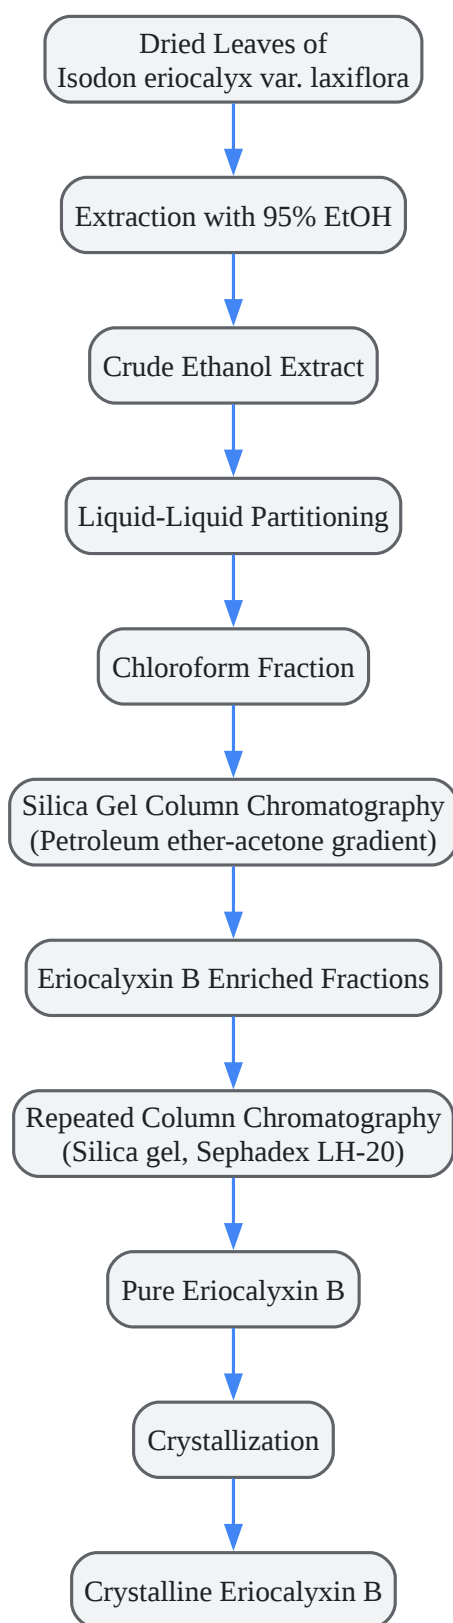 Dried Leaves of
Isodon eriocalyx var. laxiflora
Extraction with 95% EtOH
Crude Ethanol Extract
Liquid-Liquid Partitioning
Chloroform Fraction
Silica Gel Column Chromatography
(Petroleum ether-acetone gradient)
Eriocalyxin B Enriched Fractions
Repeated Column Chromatography
(Silica gel, Sephadex LH-20)
Pure Eriocalyxin B
Crystallization
Crystalline Eriocalyxin B